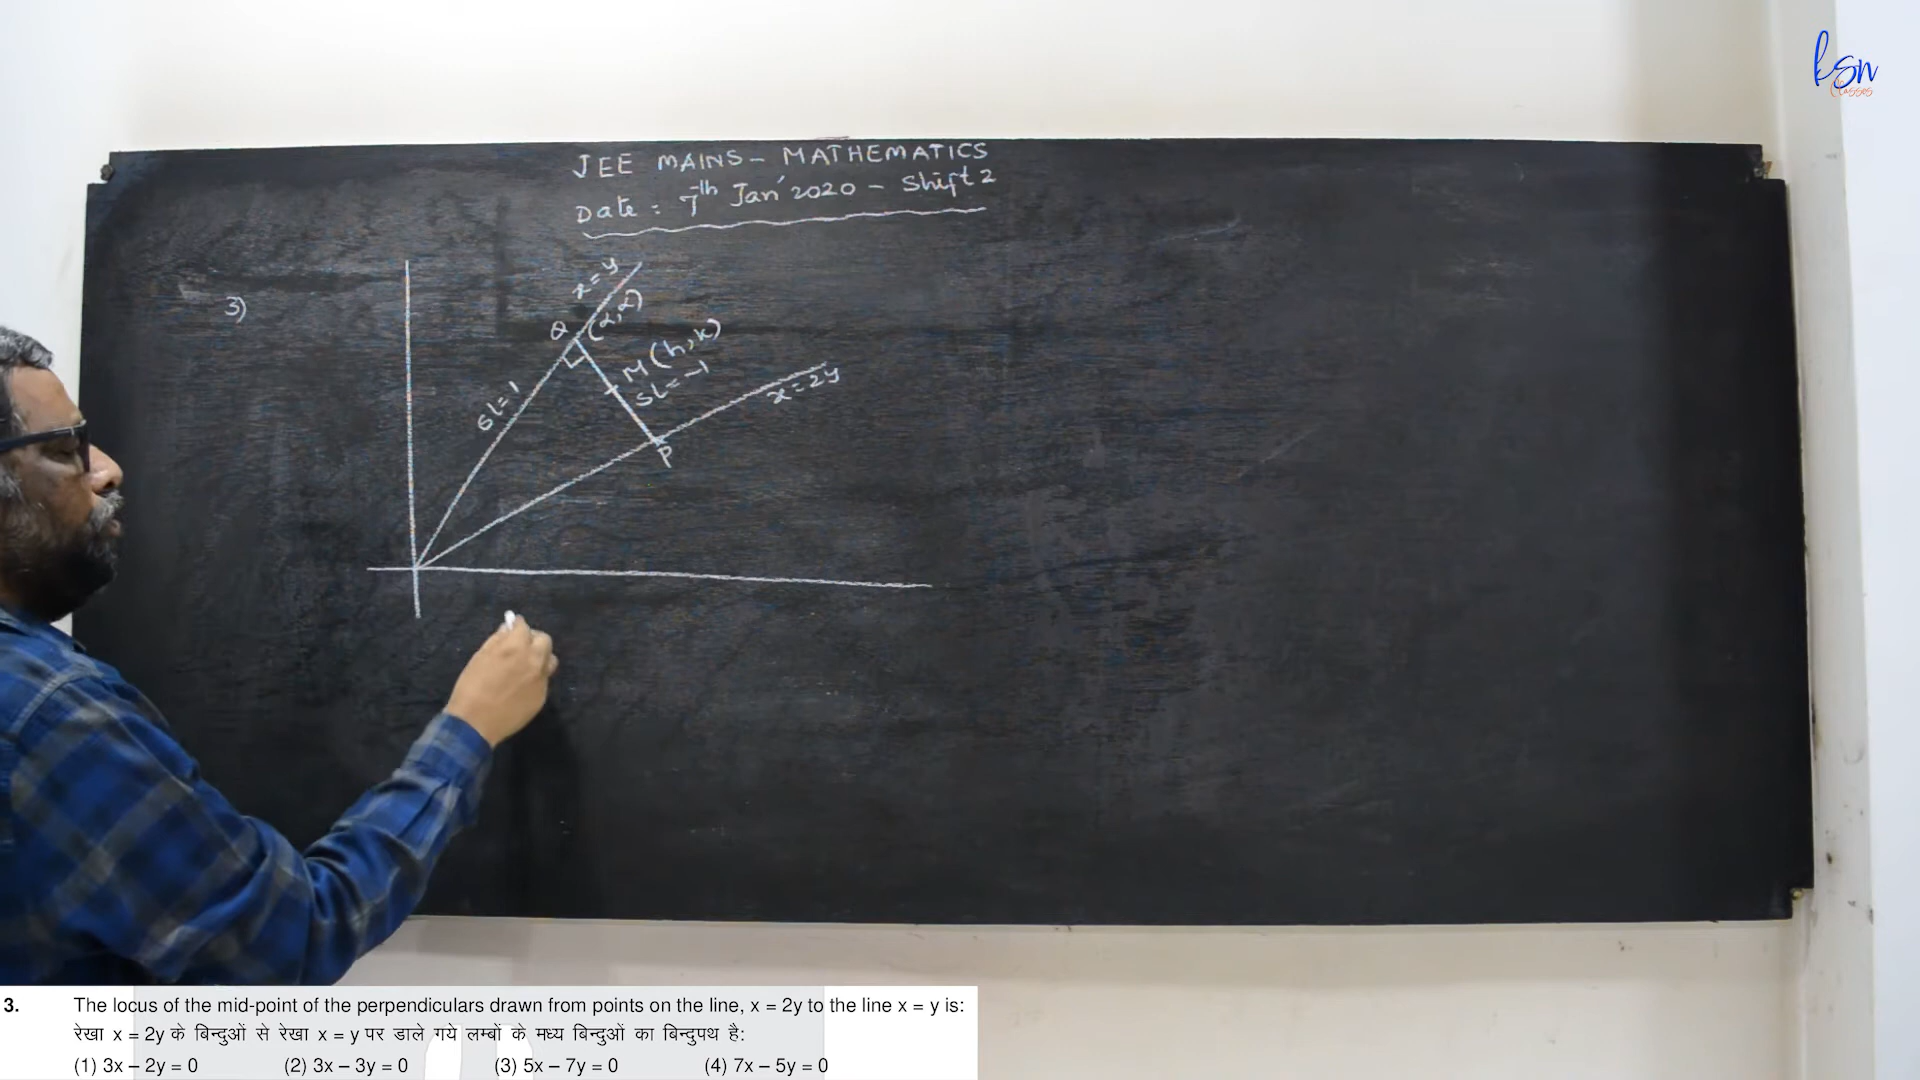 ksn
Classes
JEE MAINS - MATHEMATICS
Date : 7th Jan' 2020 - Shift 2
3)
x=y
Q (α,α)
M (h,k)
sl=-1
sl=1
x=2y
P
3. The locus of the mid-point of the perpendiculars drawn from points on the line, x = 2y to the line x = y is:
रेखा x = 2y के बिन्दुओं से रेखा x = y पर डाले गये लम्बों के मध्य बिन्दुओं का बिन्दुपथ है:
(1) 3x – 2y = 0 (2) 3x – 3y = 0 (3) 5x – 7y = 0 (4) 7x – 5y = 0